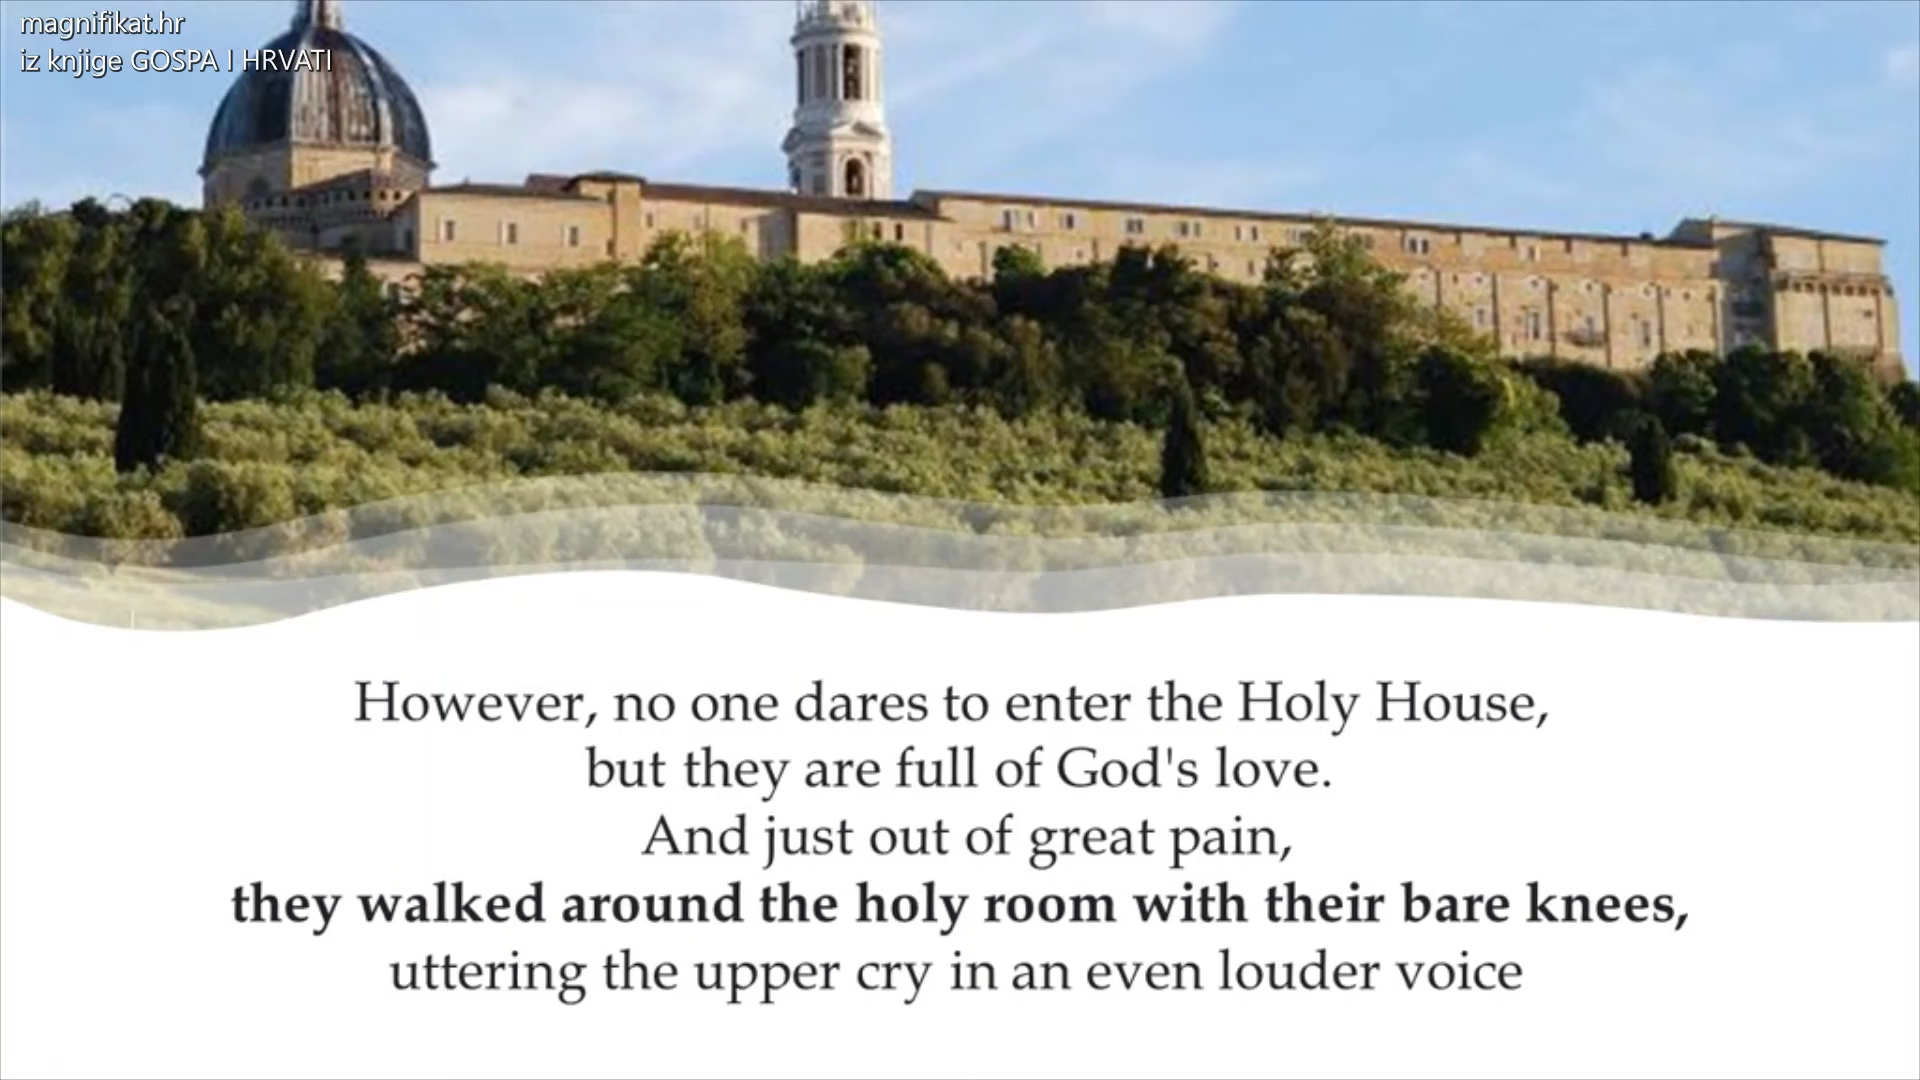 magnifikat.hr
iz knjige GOSPA I HRVATI
However, no one dares to enter the Holy House,
but they are full of God's love.
And just out of great pain,
they walked around the holy room with their bare knees,
uttering the upper cry in an even louder voice